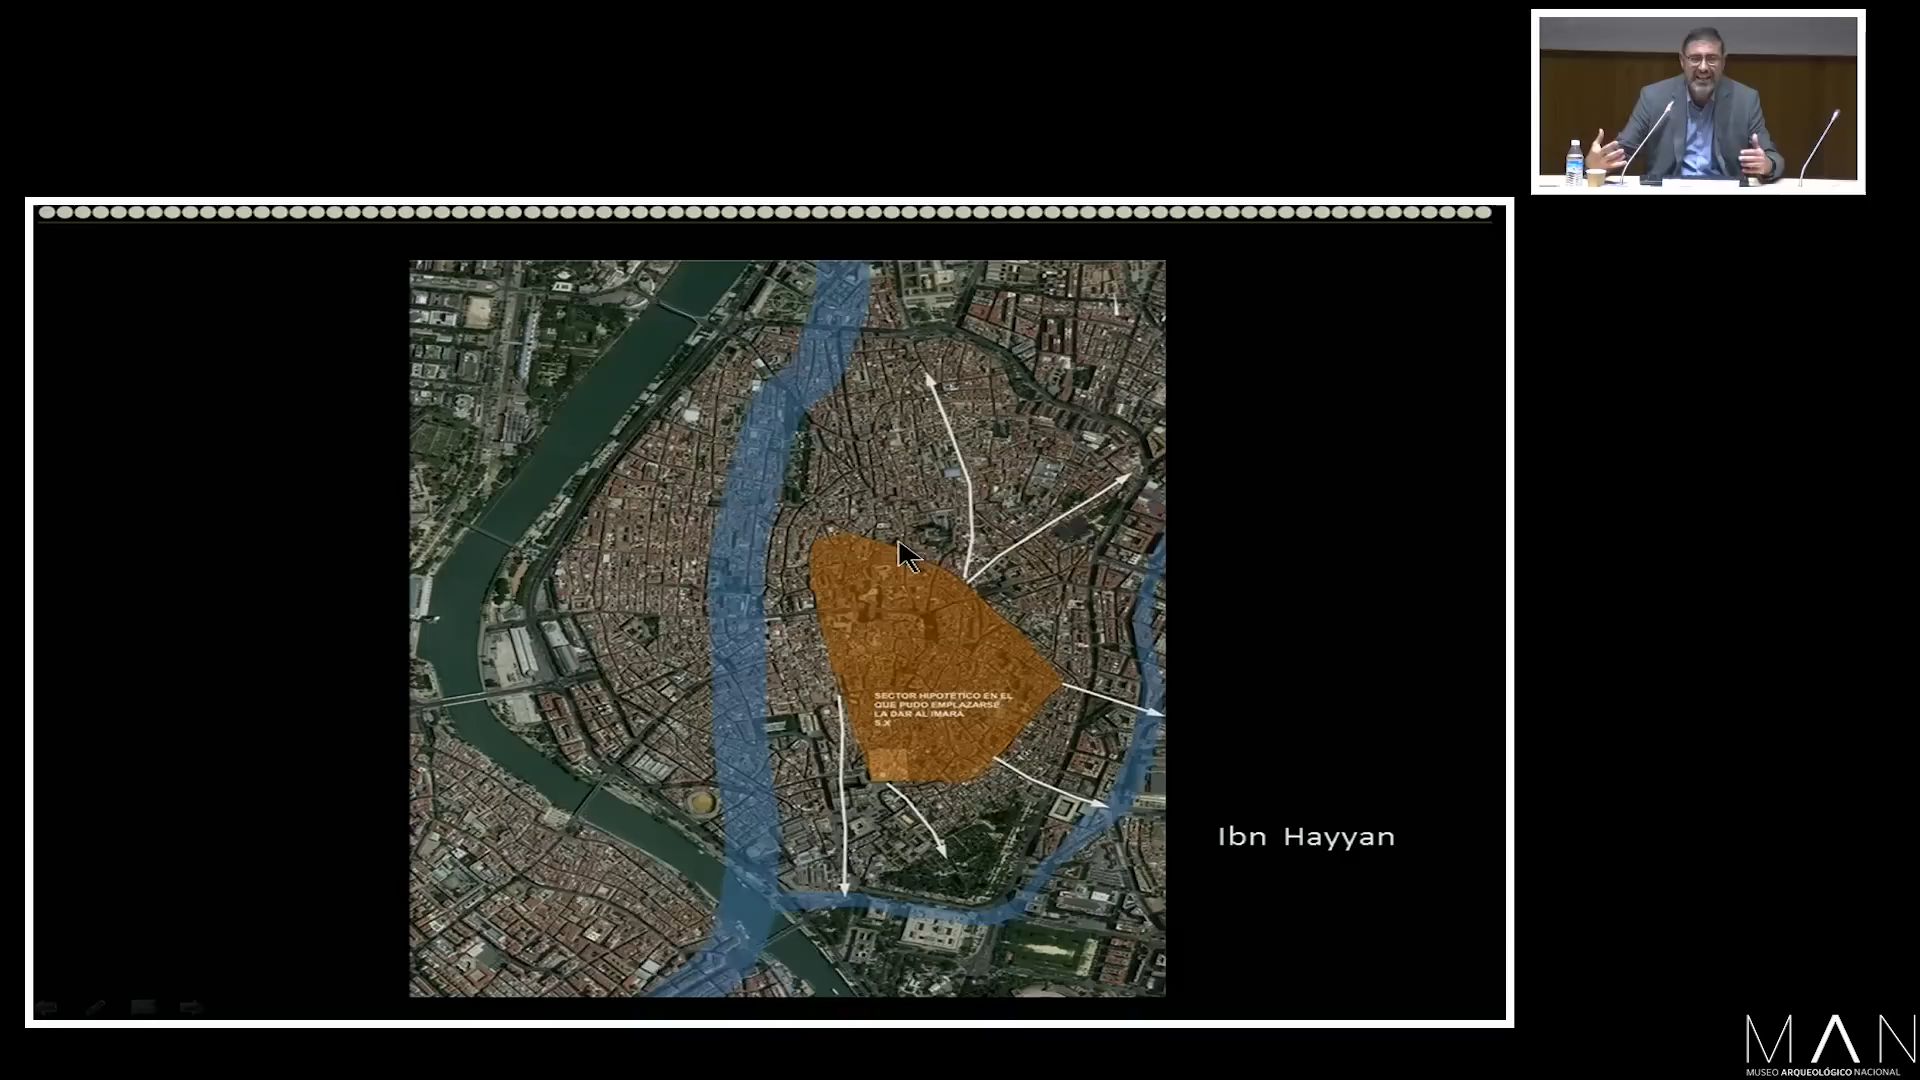 SECTOR HIPOTÉTICO EN EL
QUE PUDO EMPLAZARSE
LA DAR AL IMARA
S.X
Ibn Hayyan
MAN
MUSEO ARQUEOLÓGICO NACIONAL